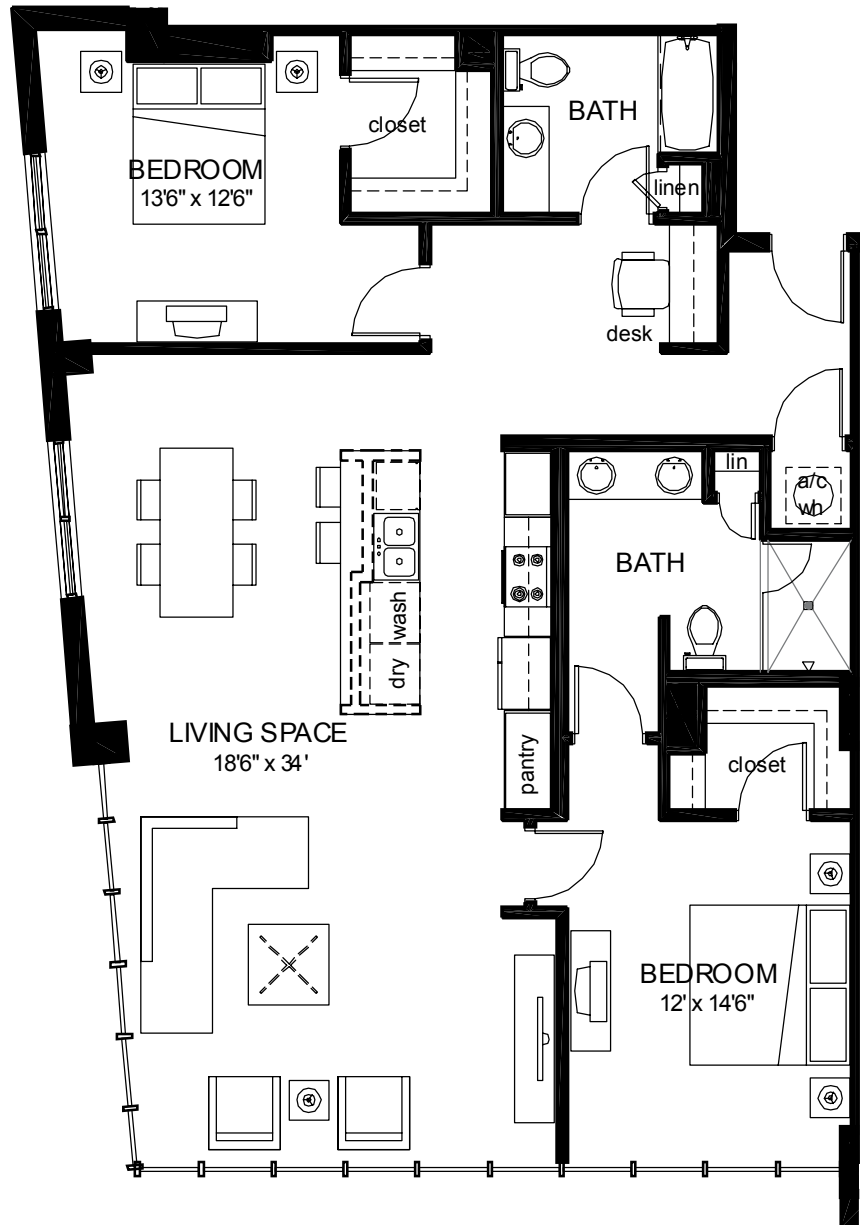 closet
BATH
BEDROOM
13'6" x 12'6"
linen
desk
lin
a/c
wh
BATH
wash
dry
LIVING SPACE
18'6" x 34'
pantry
closet
BEDROOM
12' x 14'6"